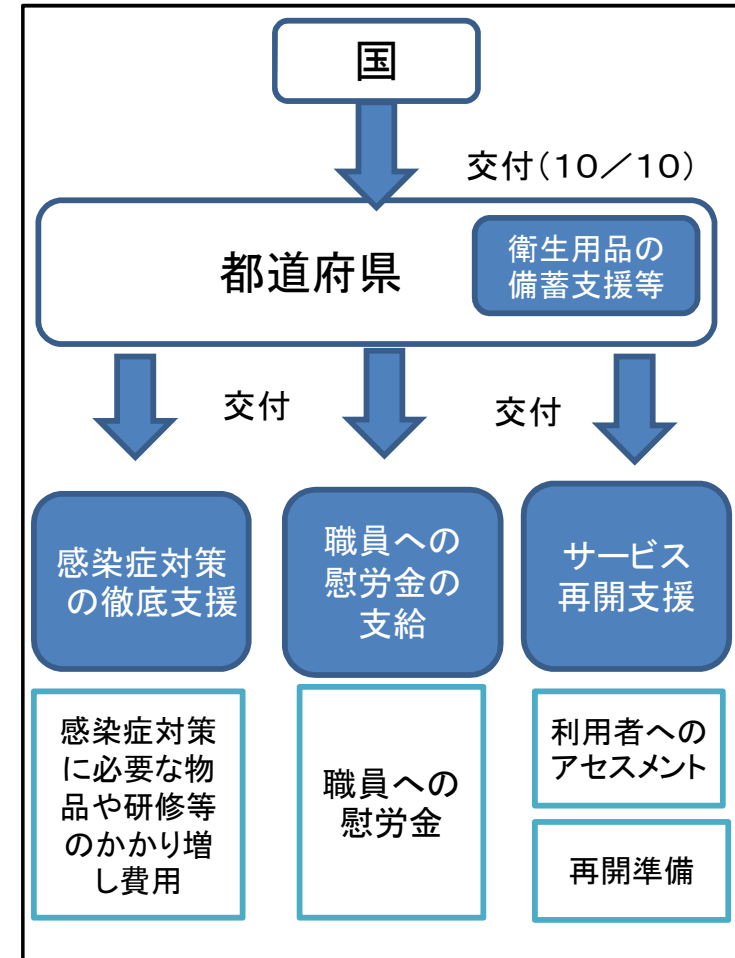 国
交付(10/10)
都道府県
衛生用品の
備蓄支援等
交付
交付
感染症対策
の徹底支援
職員への
慰労金の
支給
サービス
再開支援
感染症対策
に必要な物
品や研修等
のかかり増
し費用
職員への
慰労金
利用者への
アセスメント
再開準備